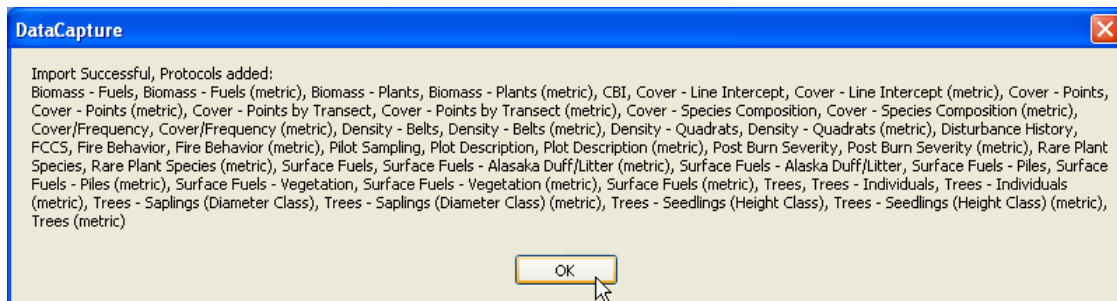 DataCapture
Import Successful, Protocols added:
Biomass - Fuels, Biomass - Fuels (metric), Biomass - Plants, Biomass - Plants (metric), CBI, Cover - Line Intercept, Cover - Line Intercept (metric), Cover - Points,
Cover - Points (metric), Cover - Points by Transect, Cover - Points by Transect (metric), Cover - Species Composition, Cover - Species Composition (metric),
Cover/Frequency, Cover/Frequency (metric), Density - Belts, Density - Belts (metric), Density - Quadrats, Density - Quadrats (metric), Disturbance History,
FCCS, Fire Behavior, Fire Behavior (metric), Pilot Sampling, Plot Description, Plot Description (metric), Post Burn Severity, Post Burn Severity (metric), Rare Plant
Species, Rare Plant Species (metric), Surface Fuels, Surface Fuels - Alasaka Duff/Litter (metric), Surface Fuels - Alaska Duff/Litter, Surface Fuels - Piles, Surface
Fuels - Piles (metric), Surface Fuels - Vegetation, Surface Fuels - Vegetation (metric), Surface Fuels (metric), Trees, Trees - Individuals, Trees - Individuals
(metric), Trees - Saplings (Diameter Class), Trees - Saplings (Diameter Class) (metric), Trees - Seedlings (Height Class), Trees - Seedlings (Height Class) (metric),
Trees (metric)
OK